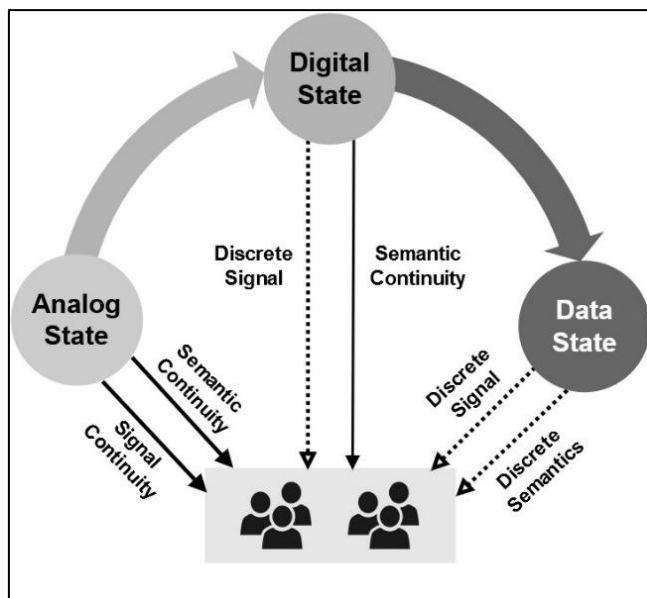 Digital
State
Discrete
Signal
Semantic
Continuity
Analog
State
Data
State
Semantic
Continuity
Signal
Continuity
Discrete
Signal
Discrete
Semantics